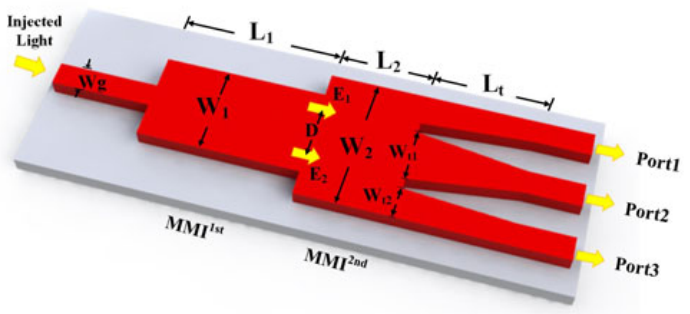 Injected
Light
Wg
L₁
L₂
Lₜ
W₁
E₁
D
W₂
E₂
Wₜ₁
Wₜ₂
Port1
Port2
Port3
MMI¹ˢᵗ
MMI²ⁿᵈ